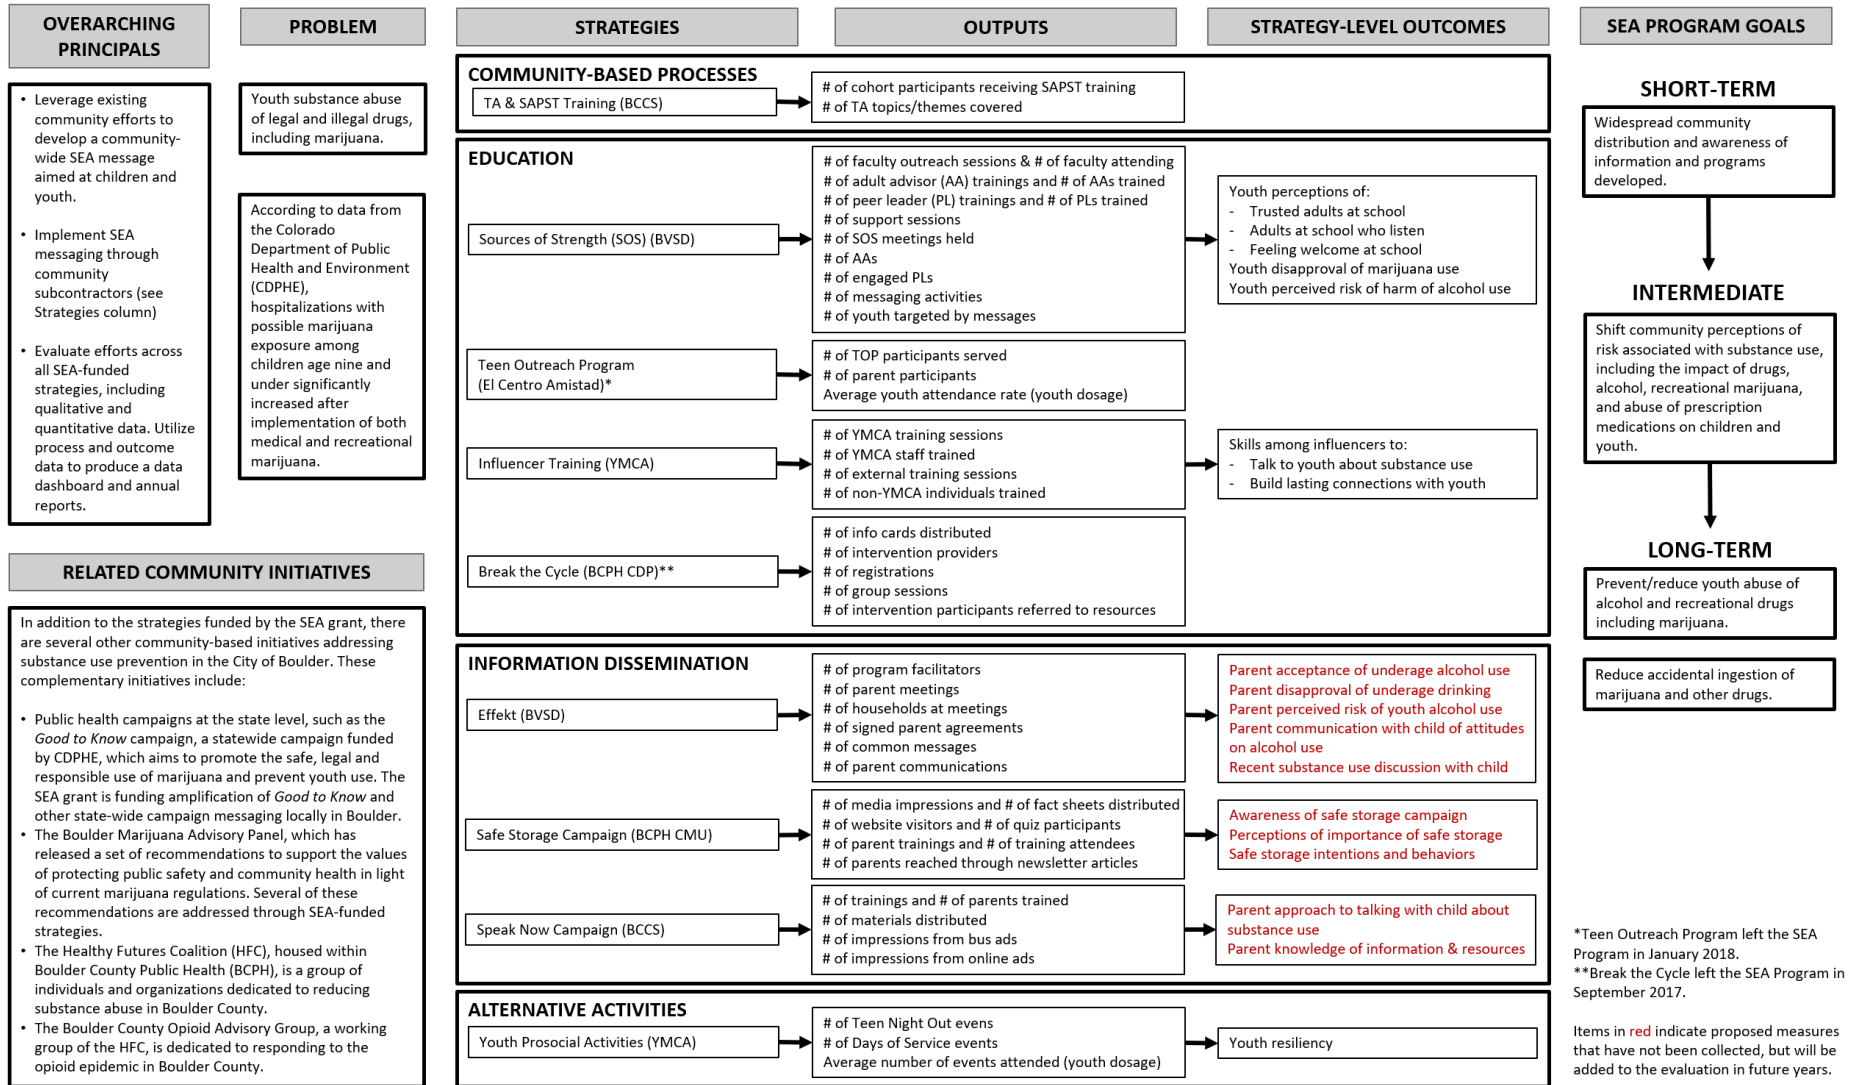 OVERARCHING
PRINCIPALS
• Leverage existing
community efforts to
develop a community-
wide SEA message
aimed at children and
youth.
• Implement SEA
messaging through
community
subcontractors (see
Strategies column)
• Evaluate efforts across
all SEA-funded
strategies, including
qualitative and
quantitative data. Utilize
process and outcome
data to produce a data
dashboard and annual
reports.
PROBLEM
Youth substance abuse
of legal and illegal drugs,
including marijuana.
According to data from
the Colorado
Department of Public
Health and Environment
(CDPHE),
hospitalizations with
possible marijuana
exposure among
children age nine and
under significantly
increased after
implementation of both
medical and recreational
marijuana.
RELATED COMMUNITY INITIATIVES
In addition to the strategies funded by the SEA grant, there
are several other community-based initiatives addressing
substance use prevention in the City of Boulder. These
complementary initiatives include:
• Public health campaigns at the state level, such as the
Good to Know campaign, a statewide campaign funded
by CDPHE, which aims to promote the safe, legal and
responsible use of marijuana and prevent youth use. The
SEA grant is funding amplification of Good to Know and
other state-wide campaign messaging locally in Boulder.
• The Boulder Marijuana Advisory Panel, which has
released a set of recommendations to support the values
of protecting public safety and community health in light
of current marijuana regulations. Several of these
recommendations are addressed through SEA-funded
strategies.
• The Healthy Futures Coalition (HFC), housed within
Boulder County Public Health (BCPH), is a group of
individuals and organizations dedicated to reducing
substance abuse in Boulder County.
• The Boulder County Opioid Advisory Group, a working
group of the HFC, is dedicated to responding to the
opioid epidemic in Boulder County.
STRATEGIES
OUTPUTS
STRATEGY-LEVEL OUTCOMES
COMMUNITY-BASED PROCESSES
TA & SAPST Training (BCCS)
# of cohort participants receiving SAPST training
# of TA topics/themes covered
EDUCATION
Sources of Strength (SOS) (BVSD)
# of faculty outreach sessions & # of faculty attending
# of adult advisor (AA) trainings and # of AAs trained
# of peer leader (PL) trainings and # of PLs trained
# of support sessions
# of SOS meetings held
# of AAs
# of engaged PLs
# of messaging activities
# of youth targeted by messages
Youth perceptions of:
- Trusted adults at school
- Adults at school who listen
- Feeling welcome at school
Youth disapproval of marijuana use
Youth perceived risk of harm of alcohol use
Teen Outreach Program
(El Centro Amistad)*
# of TOP participants served
# of parent participants
Average youth attendance rate (youth dosage)
Influencer Training (YMCA)
# of YMCA training sessions
# of YMCA staff trained
# of external training sessions
# of non-YMCA individuals trained
Skills among influencers to:
- Talk to youth about substance use
- Build lasting connections with youth
Break the Cycle (BCPH CDP)**
# of info cards distributed
# of intervention providers
# of registrations
# of group sessions
# of intervention participants referred to resources
INFORMATION DISSEMINATION
Effekt (BVSD)
# of program facilitators
# of parent meetings
# of households at meetings
# of signed parent agreements
# of common messages
# of parent communications
Parent acceptance of underage alcohol use
Parent disapproval of underage drinking
Parent perceived risk of youth alcohol use
Parent communication with child of attitudes
on alcohol use
Recent substance use discussion with child
Safe Storage Campaign (BCPH CMU)
# of media impressions and # of fact sheets distributed
# of website visitors and # of quiz participants
# of parent trainings and # of training attendees
# of parents reached through newsletter articles
Awareness of safe storage campaign
Perceptions of importance of safe storage
Safe storage intentions and behaviors
Speak Now Campaign (BCCS)
# of trainings and # of parents trained
# of materials distributed
# of impressions from bus ads
# of impressions from online ads
Parent approach to talking with child about
substance use
Parent knowledge of information & resources
ALTERNATIVE ACTIVITIES
Youth Prosocial Activities (YMCA)
# of Teen Night Out evens
# of Days of Service events
Average number of events attended (youth dosage)
Youth resiliency
SEA PROGRAM GOALS
SHORT-TERM
Widespread community
distribution and awareness of
information and programs
developed.
INTERMEDIATE
Shift community perceptions of
risk associated with substance use,
including the impact of drugs,
alcohol, recreational marijuana,
and abuse of prescription
medications on children and
youth.
LONG-TERM
Prevent/reduce youth abuse of
alcohol and recreational drugs
including marijuana.
Reduce accidental ingestion of
marijuana and other drugs.
*Teen Outreach Program left the SEA
Program in January 2018.
**Break the Cycle left the SEA Program in
September 2017.
Items in red indicate proposed measures
that have not been collected, but will be
added to the evaluation in future years.